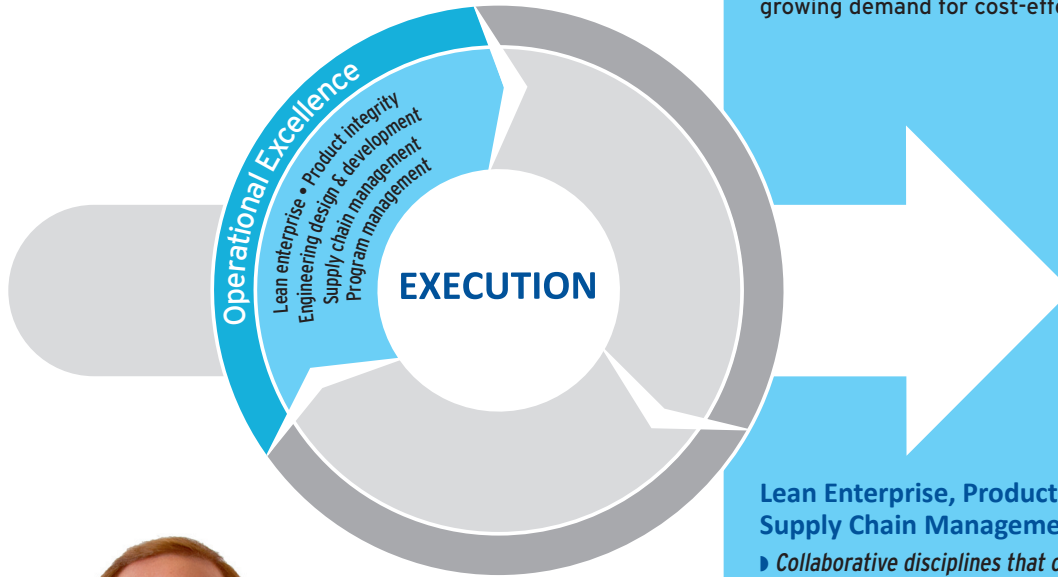 growing demand for cost-effe
Operational Excellence
Lean enterprise • Product integrity
Engineering design & development
Supply chain management
Program management
EXECUTION
Lean Enterprise, Product
Supply Chain Manageme
◗ Collaborative disciplines that